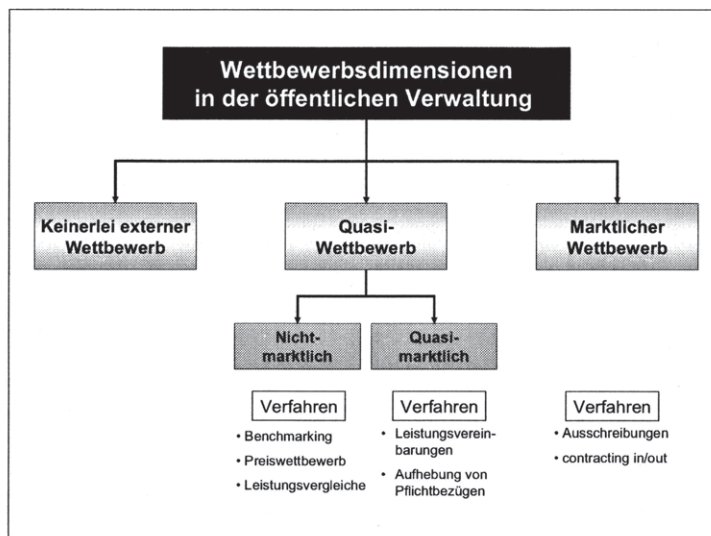 Wettbewerbsdimensionen
in der öffentlichen Verwaltung
Keinerlei externer
Wettbewerb
Quasi-
Wettbewerb
Marktlicher
Wettbewerb
Nicht-
marktlich
Quasi-
marktlich
Verfahren
• Benchmarking
• Preiswettbewerb
• Leistungsvergleiche
Verfahren
• Leistungsverein-
barungen
• Aufhebung von
Pflichtbezügen
Verfahren
• Ausschreibungen
• contracting in/out